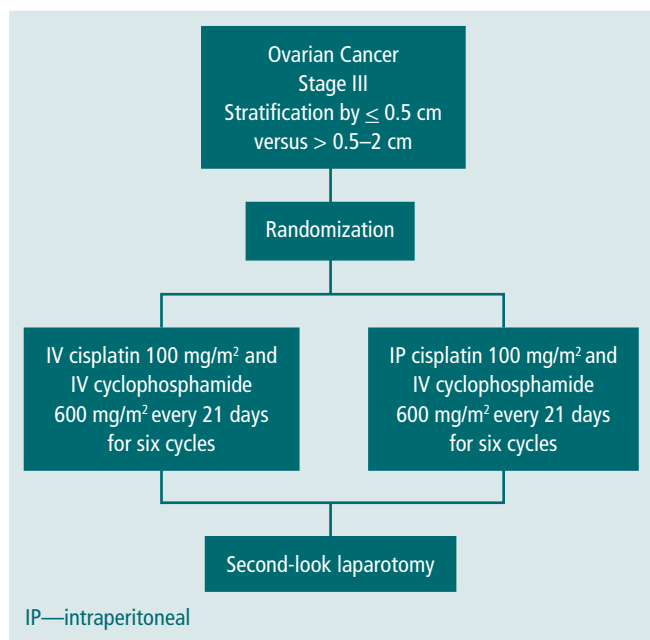 Ovarian Cancer
Stage III
Stratification by ≤ 0.5 cm
versus > 0.5–2 cm
Randomization
IV cisplatin 100 mg/m² and
IV cyclophosphamide
600 mg/m² every 21 days
for six cycles
IP cisplatin 100 mg/m² and
IV cyclophosphamide
600 mg/m² every 21 days
for six cycles
Second-look laparotomy
IP—intraperitoneal